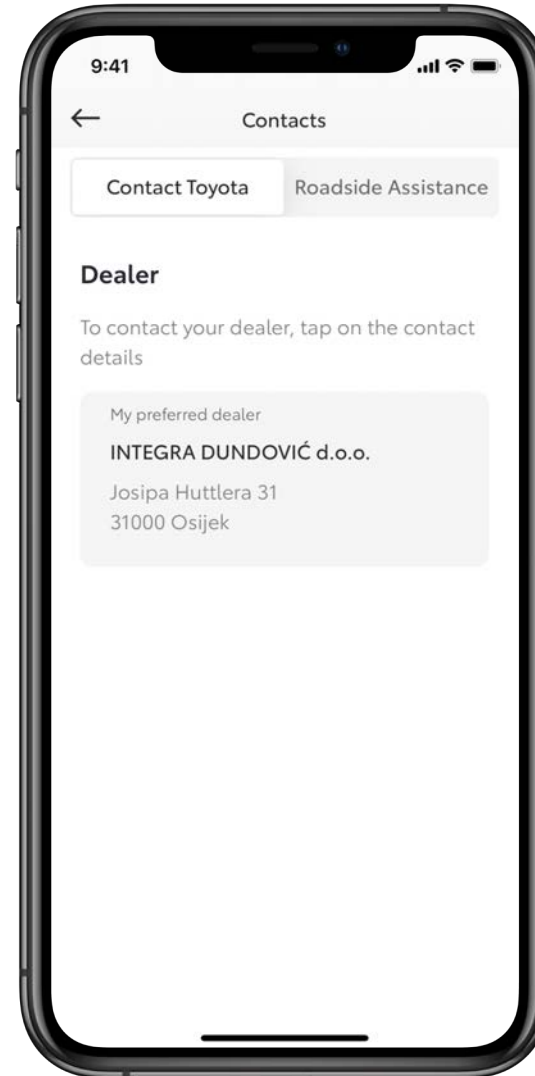 9:41
Contacts
Contact Toyota
Roadside Assistance
Dealer
To contact your dealer, tap on the contact
details
My preferred dealer
INTEGRA DUNDOVIĆ d.o.o.
Josipa Huttlera 31
31000 Osijek